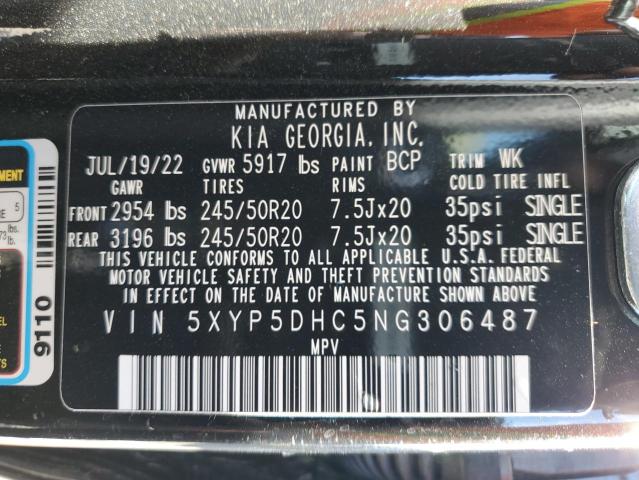 MANUFACTURED BY
KIA GEORGIA, INC.
JUL/19/22 GVWR 5917 lbs PAINT BCP TRIM WK
GAWR TIRES RIMS COLD TIRE INFL
FRONT 2954 lbs 245/50R20 7.5Jx20 35psi SINGLE
REAR 3196 lbs 245/50R20 7.5Jx20 35psi SINGLE
THIS VEHICLE CONFORMS TO ALL APPLICABLE U.S.A. FEDERAL
MOTOR VEHICLE SAFETY AND THEFT PREVENTION STANDARDS
IN EFFECT ON THE DATE OF MANUFACTURE SHOWN ABOVE.
VIN 5XYP5DHC5NG306487
MPV
9110
5
lbs.
lb.